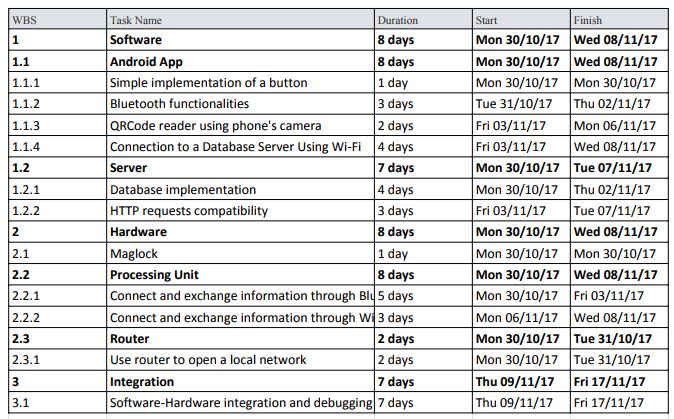 WBS Task Name Duration Start Finish
1 Software 8 days Mon 30/10/17 Wed 08/11/17
1.1 Android App 8 days Mon 30/10/17 Wed 08/11/17
1.1.1 Simple implementation of a button 1 day Mon 30/10/17 Mon 30/10/17
1.1.2 Bluetooth functionalities 3 days Tue 31/10/17 Thu 02/11/17
1.1.3 QRCode reader using phone's camera 2 days Fri 03/11/17 Mon 06/11/17
1.1.4 Connection to a Database Server Using Wi-Fi 4 days Fri 03/11/17 Wed 08/11/17
1.2 Server 7 days Mon 30/10/17 Tue 07/11/17
1.2.1 Database implementation 4 days Mon 30/10/17 Thu 02/11/17
1.2.2 HTTP requests compatibility 3 days Fri 03/11/17 Tue 07/11/17
2 Hardware 8 days Mon 30/10/17 Wed 08/11/17
2.1 Maglock 1 day Mon 30/10/17 Mon 30/10/17
2.2 Processing Unit 8 days Mon 30/10/17 Wed 08/11/17
2.2.1 Connect and exchange information through Blu 5 days Mon 30/10/17 Fri 03/11/17
2.2.2 Connect and exchange information through Wi 3 days Mon 06/11/17 Wed 08/11/17
2.3 Router 2 days Mon 30/10/17 Tue 31/10/17
2.3.1 Use router to open a local network 2 days Mon 30/10/17 Tue 31/10/17
3 Integration 7 days Thu 09/11/17 Fri 17/11/17
3.1 Software-Hardware integration and debugging 7 days Thu 09/11/17 Fri 17/11/17